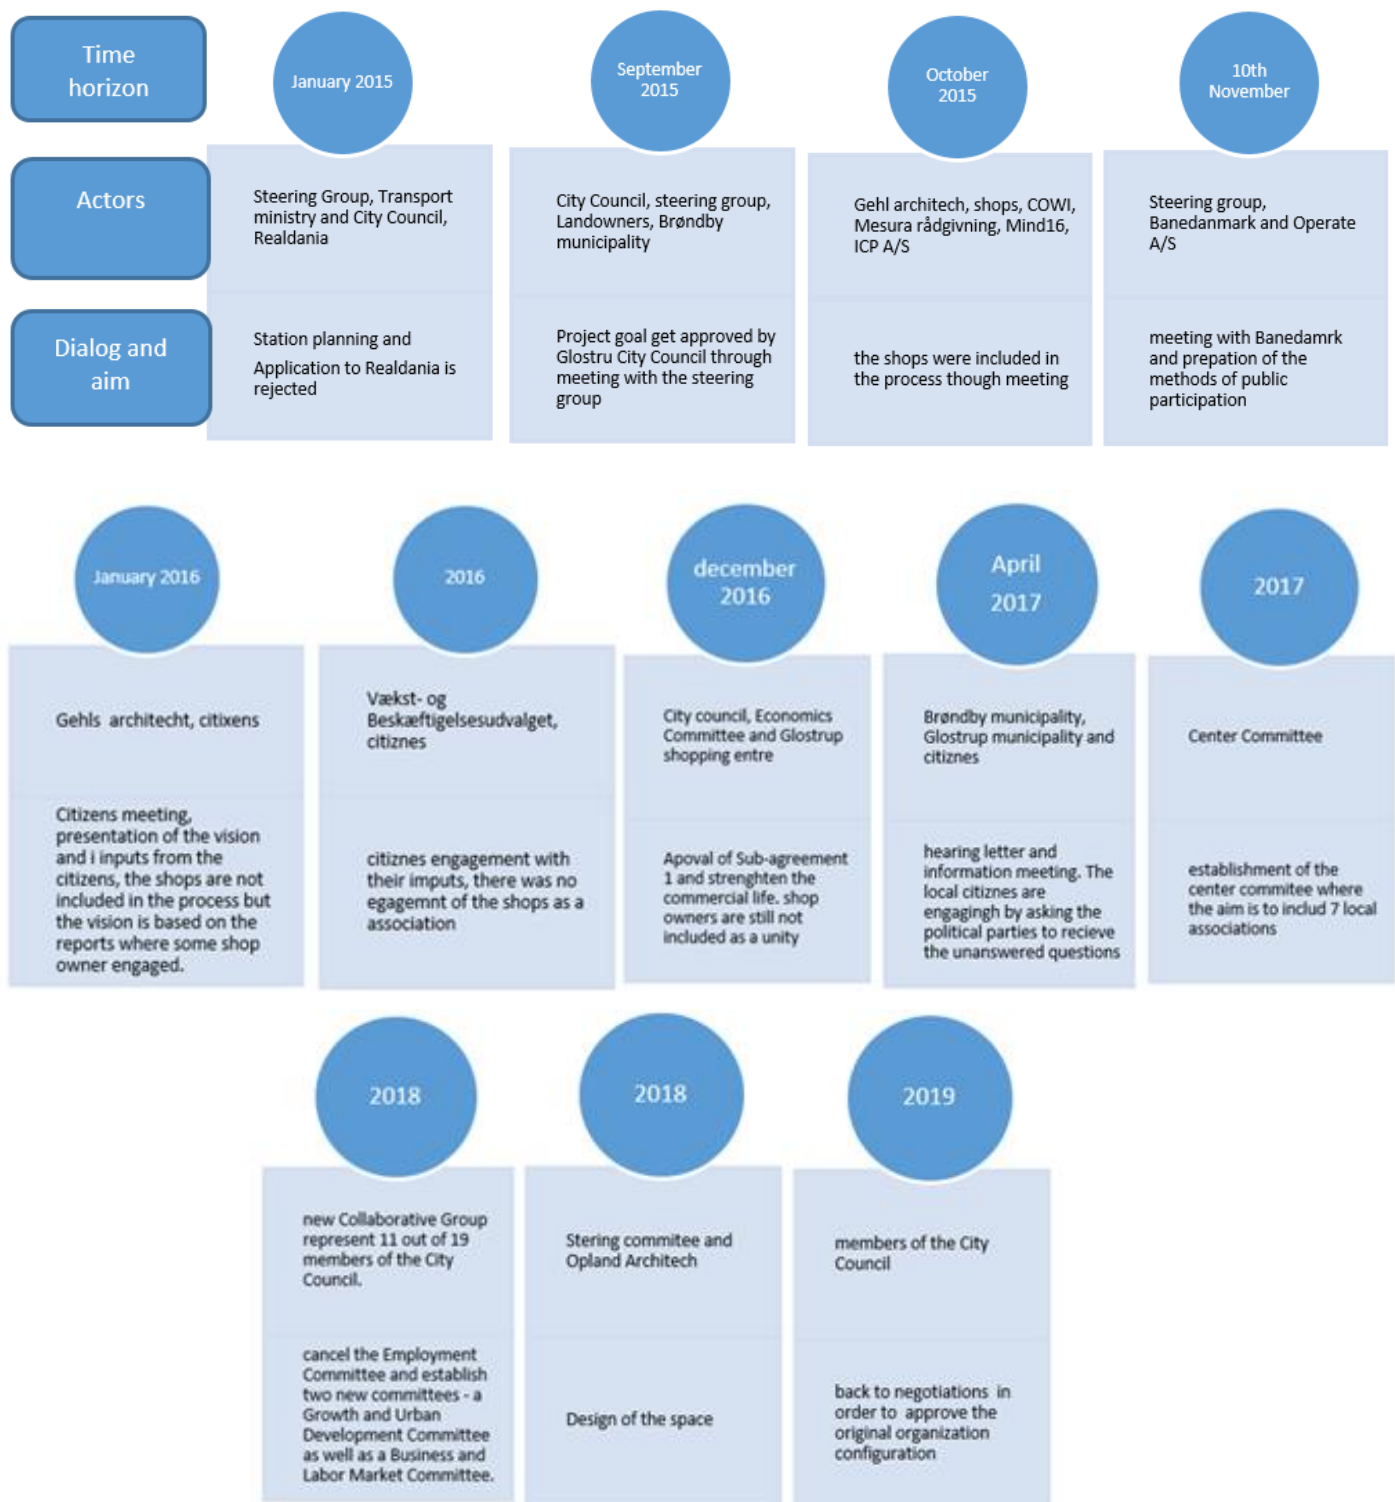 Time
horizon
January 2015
September
2015
October
2015
10th
November
Actors
Steering Group, Transport
ministry and City Council,
Realdania
City Council, steering group,
Landowners, Brøndby
municipality
Gehl architech, shops, COWI,
Mesura rådgivning, Mind16,
ICP A/S
Steering group,
Banedanmark and Operate
A/S
Dialog and
aim
Station planning and
Application to Realdania is
rejected
Project goal get approved by
Glostru City Council through
meeting with the steering
group
the shops were included in
the process though meeting
meeting with Banedamrk
and prepation of the
methods of public
participation
January 2016
2016
december
2016
April
2017
2017
Gehls architecht, citixens
Vækst- og
Beskæftigelsesudvalget,
citiznes
City council, Economics
Committee and Glostrup
shopping entre
Brøndby municipality,
Glostrup municipality and
citiznes
Center Committee
Citizens meeting,
presentation of the vision
and i inputs from the
citizens, the shops are not
included in the process but
the vision is based on the
reports where some shop
owner engaged.
citiznes engagement with
their imputs, there was no
egagemnt of the shops as a
association
Apoval of Sub-agreement
1 and strenghten the
commercial life. shop
owners are still not
included as a unity
hearing letter and
information meeting. The
local citiznes are
engagingh by asking the
political parties to recieve
the unanswered questions
establishment of the
center commitee where
the aim is to includ 7 local
associations
2018
2018
2019
new Collaborative Group
represent 11 out of 19
members of the City
Council.
Stering commitee and
Opland Architech
members of the City
Council
cancel the Employment
Committee and establish
two new committees - a
Growth and Urban
Development Committee
as well as a Business and
Labor Market Committee.
Design of the space
back to negotiations in
order to approve the
original organization
configuration